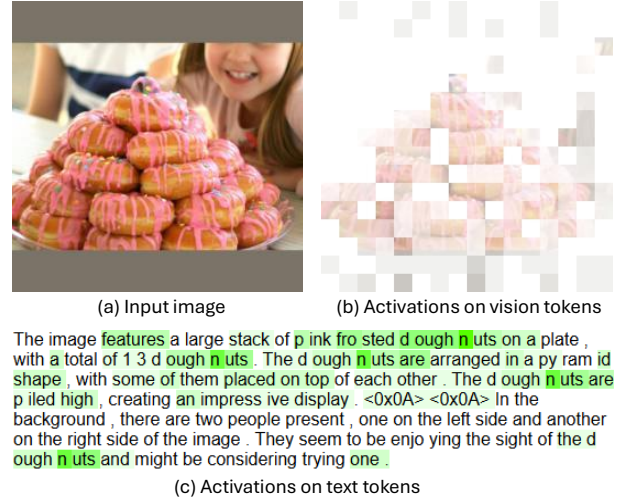 (a) Input image
(b) Activations on vision tokens
The image features a large stack of p ink fro sted d ough n uts on a plate ,
with a total of 1 3 d ough n uts . The d ough n uts are arranged in a py ram id
shape , with some of them placed on top of each other . The d ough n uts are
p iled high , creating an impress ive display . <0x0A> <0x0A> In the
background , there are two people present , one on the left side and another
on the right side of the image . They seem to be enjo ying the sight of the d
ough n uts and might be considering trying one .
(c) Activations on text tokens